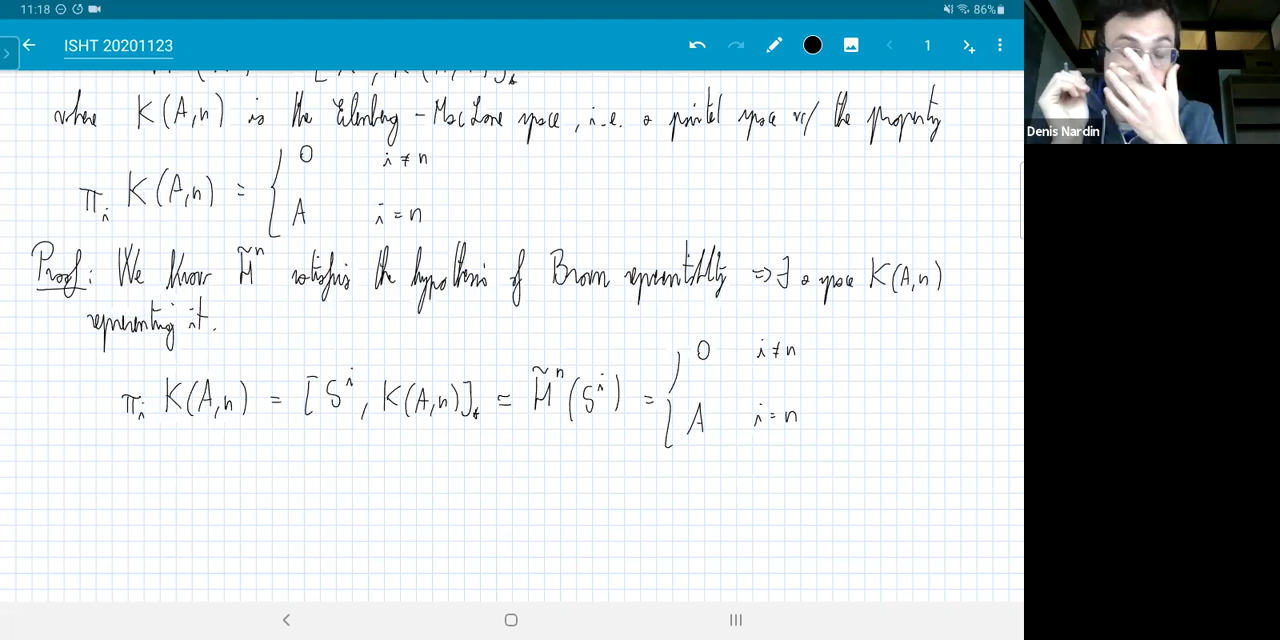 11:18
86%
ISHT 20201123
1
where K(A,n) is the Eilenberg-MacLane space, i.e. a pointed space w/ the property
π_i K(A,n) = { 0 i≠n
A i=n
Proof: We know H̃^n satisfies the hypothesis of Brown representability => ∃ a space K(A,n)
representing it.
π_i K(A,n) = [S^i, K(A,n)]_* ≃ H̃^n(S^i) = { 0 i≠n
A i=n
Denis Nardin